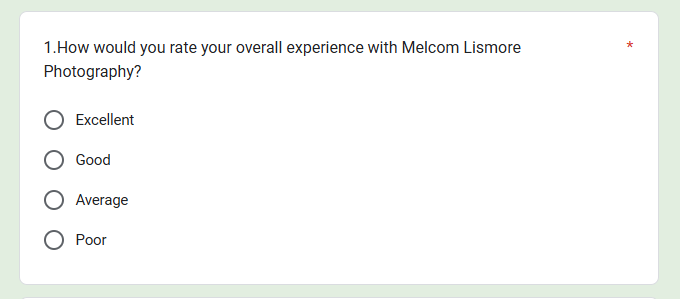 1.How would you rate your overall experience with Melcom Lismore *
Photography?
Excellent
Good
Average
Poor